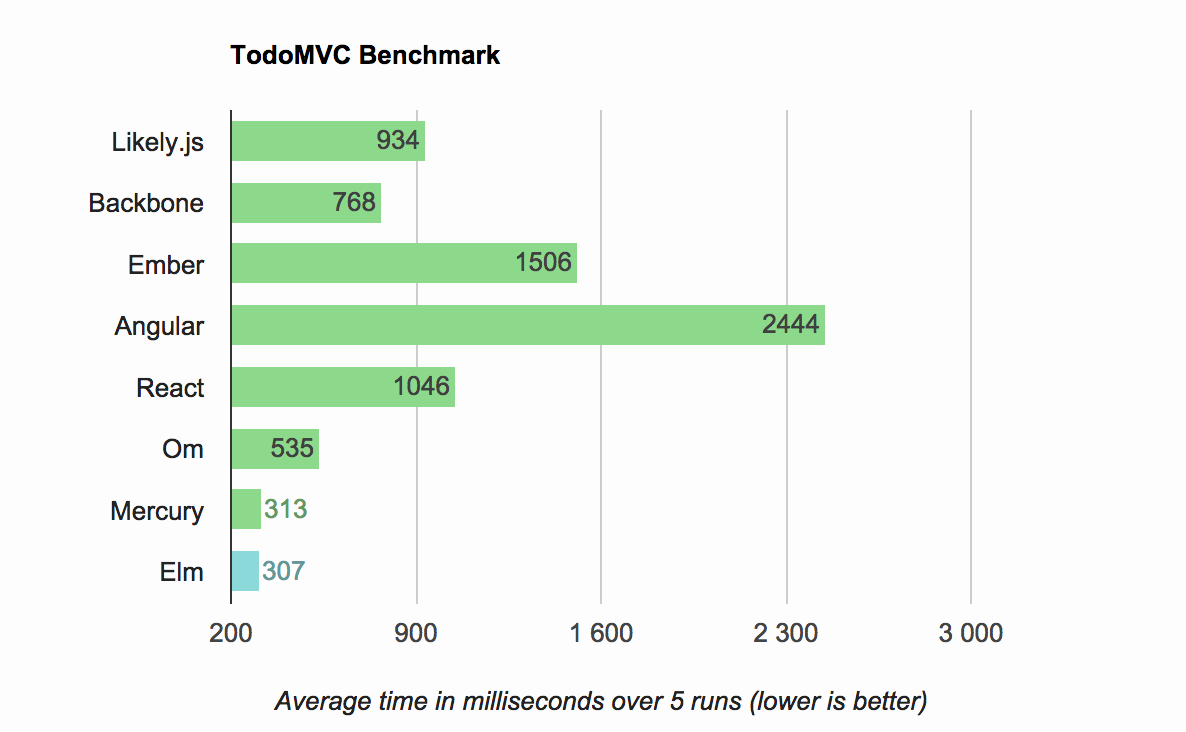 TodoMVC Benchmark
Likely.js 934
Backbone 768
Ember 1506
Angular 2444
React 1046
Om 535
Mercury 313
Elm 307
200 900 1 600 2 300 3 000
Average time in milliseconds over 5 runs (lower is better)